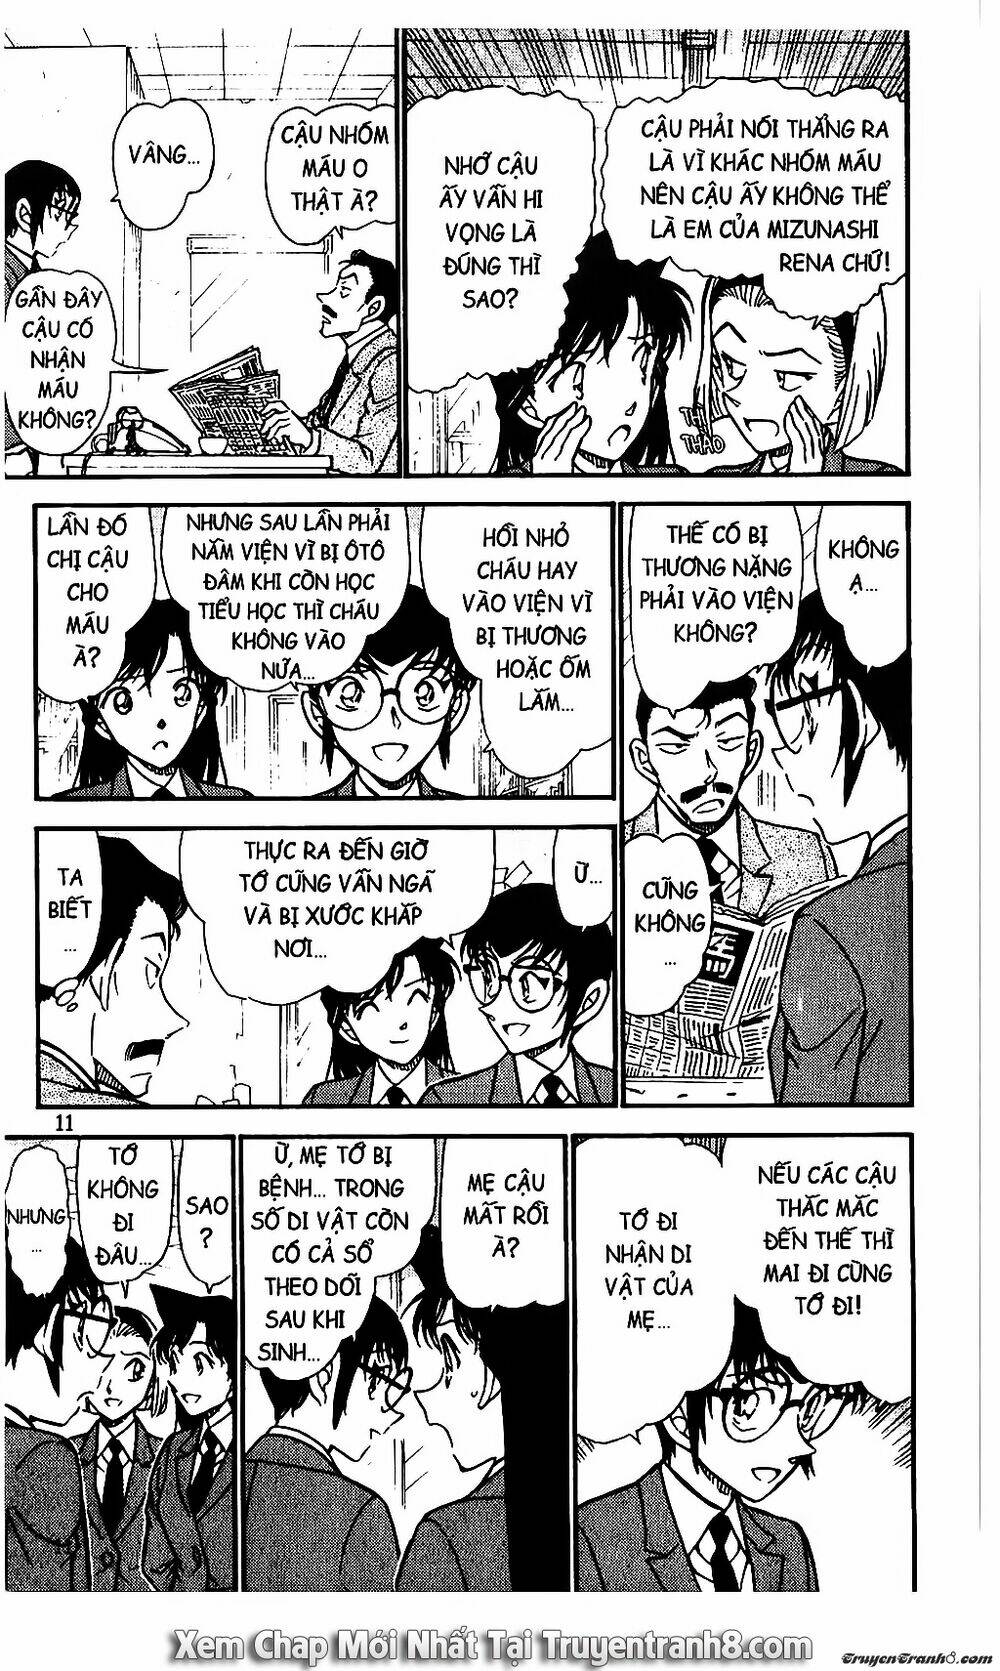 CẬU PHẢI NÓI THẲNG RA
LÀ VÌ KHÁC NHÓM MÁU
NÊN CẬU ẤY KHÔNG THỂ
LÀ EM CỦA MIZUNASHI
RENA CHỨ!
NHỠ CẬU
ẤY VẪN HI
VỌNG LÀ
ĐÚNG THÌ
SAO?
THÌ
THÀO
CẬU NHÓM
MÁU O
THẬT À?
VÂNG...
GẦN ĐÂY
CẬU CÓ
NHẬN
MÁU
KHÔNG?
KHÔNG
Ạ...
THẾ CÓ BỊ
THƯƠNG NẶNG
PHẢI VÀO VIỆN
KHÔNG?
CŨNG
KHÔNG
...
HỒI NHỎ
CHÁU HAY
VÀO VIỆN VÌ
BỊ THƯƠNG
HOẶC ỐM
LẮM...
NHƯNG SAU LẦN PHẢI
NẰM VIỆN VÌ BỊ ÔTÔ
ĐÂM KHI CÒN HỌC
TIỂU HỌC THÌ CHÁU
KHÔNG VÀO
NỮA...
LẦN ĐÓ
CHỊ CẬU
CHO
MÁU
À?
Ừ...
THỰC RA ĐẾN GIỜ
TỚ CŨNG VẪN NGÃ
VÀ BỊ XƯỚC KHẮP
NƠI...
TA
BIẾT
...
11
NẾU CÁC CẬU
THẮC MẮC
ĐẾN THẾ THÌ
MAI ĐI CÙNG
TỚ ĐI!
TỚ ĐI
NHẬN DI
VẬT CỦA
MẸ...
MẸ CẬU
MẤT RỒI
À?
Ừ, MẸ TỚ BỊ
BỆNH... TRONG
SỐ DI VẬT CÒN
CÓ CẢ SỔ
THEO DÕI
SAU KHI
SINH...
SAO
?
TỚ
KHÔNG
ĐI
ĐÂU...
NHƯNG
...
Xem Chap Mới Nhất Tại Truyentranh8.com
TruyenTranh8.com